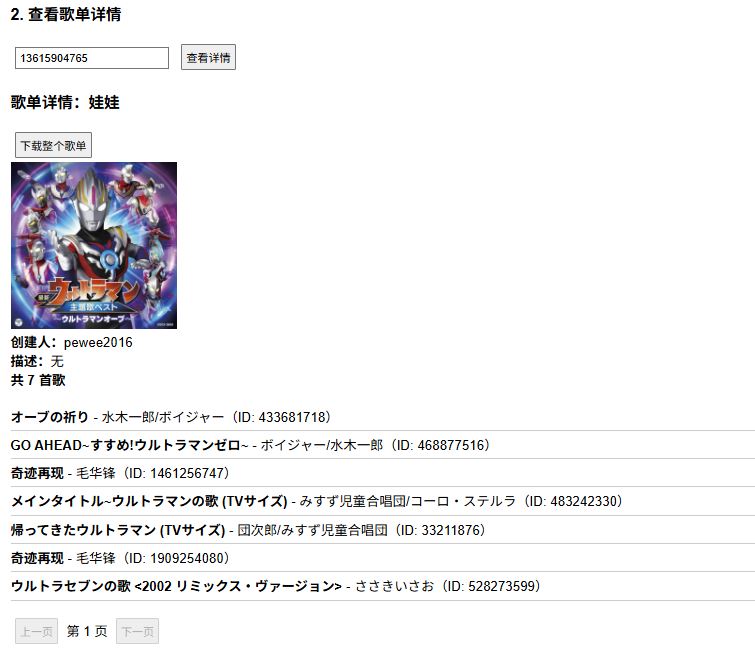 2. 查看歌单详情
13615904765 查看详情
歌单详情：娃娃
下载整个歌单
最新 ウルトラマン
主題歌ベスト
~ウルトラマンオーブ~
创建人：pewee2016
描述：无
共 7 首歌
オーブの祈り - 水木一郎/ボイジャー（ID: 433681718）
GO AHEAD~すすめ!ウルトラマンゼロ~ - ボイジャー/水木一郎（ID: 468877516）
奇迹再现 - 毛华锋（ID: 1461256747）
メインタイトル~ウルトラマンの歌 (TVサイズ) - みすず児童合唱団/コーロ・ステルラ（ID: 483242330）
帰ってきたウルトラマン (TVサイズ) - 団次郎/みすず児童合唱団（ID: 33211876）
奇迹再现 - 毛华锋（ID: 1909254080）
ウルトラセブンの歌 <2002 リミックス・ヴァージョン> - ささきいさお（ID: 528273599）
上一页 第 1 页 下一页